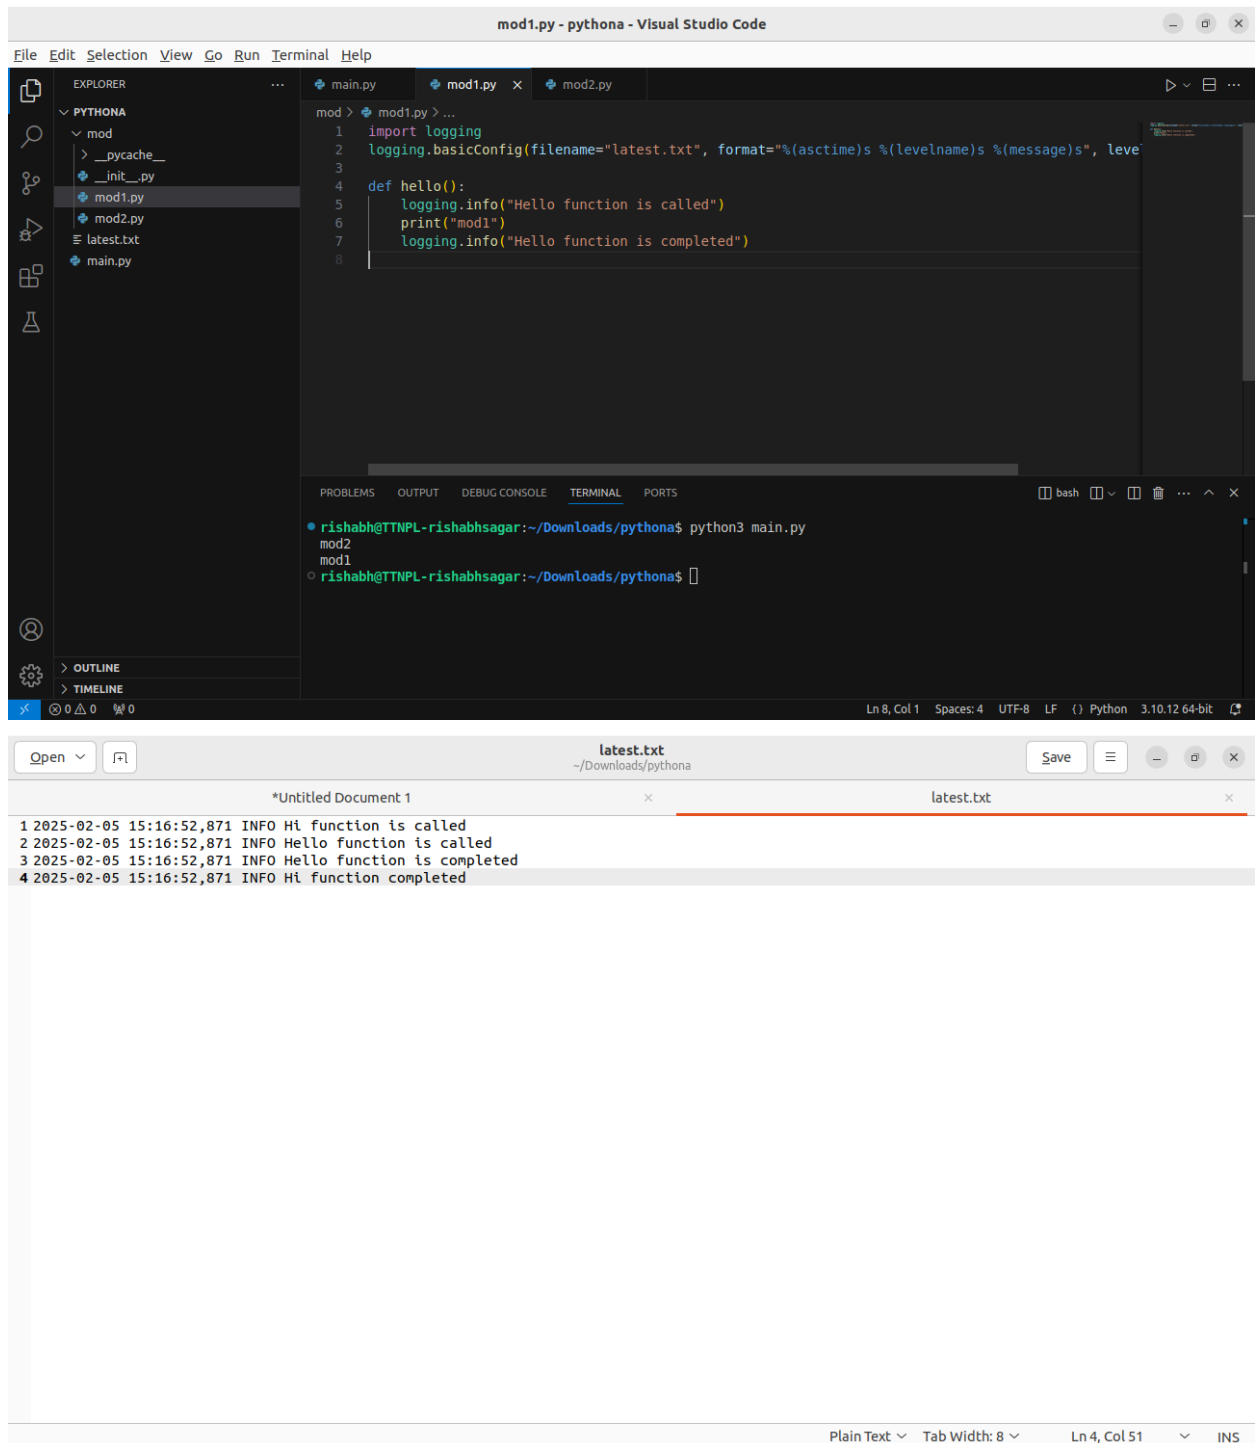 mod1.py - pythona - Visual Studio Code
File Edit Selection View Go Run Terminal Help
EXPLORER
PYTHONA
mod
__pycache__
__init__.py
mod1.py
mod2.py
latest.txt
main.py
OUTLINE
TIMELINE
main.py mod1.py mod2.py
mod > mod1.py > ...
1 import logging
2 logging.basicConfig(filename="latest.txt", format="%(asctime)s %(levelname)s %(message)s", leve
3
4 def hello():
5 logging.info("Hello function is called")
6 print("mod1")
7 logging.info("Hello function is completed")
8
PROBLEMS OUTPUT DEBUG CONSOLE TERMINAL PORTS
bash
rishabh@TTNPL-rishabhsagar:~/Downloads/pythona$ python3 main.py
mod2
mod1
rishabh@TTNPL-rishabhsagar:~/Downloads/pythona$
0 0 0 Ln 8, Col 1 Spaces: 4 UTF-8 LF {} Python 3.10.12 64-bit
Open latest.txt Save
~/Downloads/pythona
*Untitled Document 1 latest.txt
1 2025-02-05 15:16:52,871 INFO Hi function is called
2 2025-02-05 15:16:52,871 INFO Hello function is called
3 2025-02-05 15:16:52,871 INFO Hello function is completed
4 2025-02-05 15:16:52,871 INFO Hi function completed
Plain Text Tab Width: 8 Ln 4, Col 51 INS